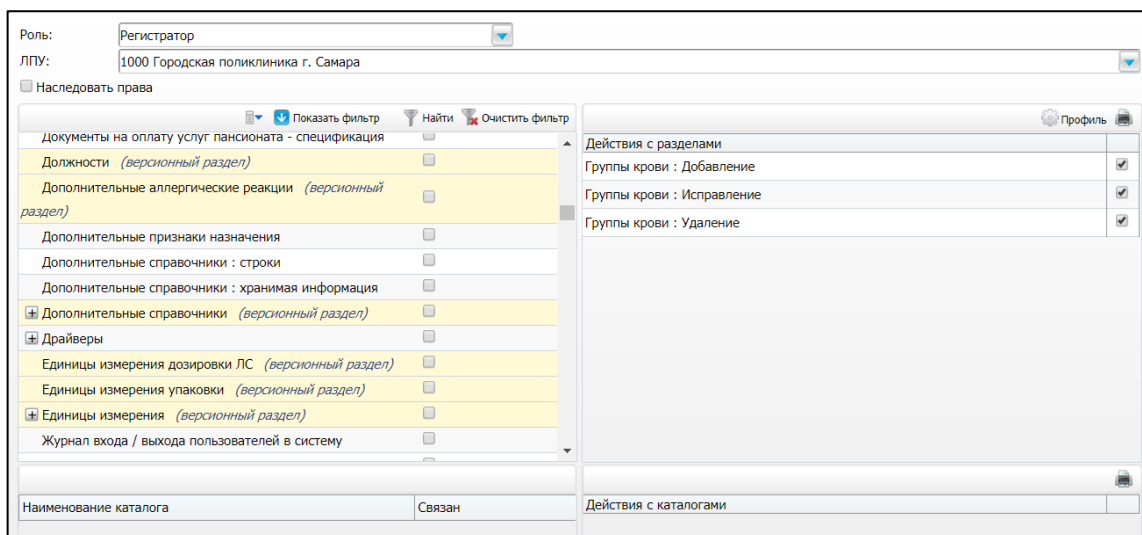 Роль: Регистратор
ЛПУ: 1000 Городская поликлиника г. Самара
Наследовать права
Показать фильтр Найти Очистить фильтр
Документы на оплату услуг пансионата - спецификация
Должности (версионный раздел)
Дополнительные аллергические реакции (версионный
раздел)
Дополнительные признаки назначения
Дополнительные справочники : строки
Дополнительные справочники : хранимая информация
Дополнительные справочники (версионный раздел)
Драйверы
Единицы измерения дозировки ЛС (версионный раздел)
Единицы измерения упаковки (версионный раздел)
Единицы измерения (версионный раздел)
Журнал входа / выхода пользователей в систему
Профиль
Действия с разделами
Группы крови : Добавление
Группы крови : Исправление
Группы крови : Удаление
Наименование каталога Связан
Действия с каталогами